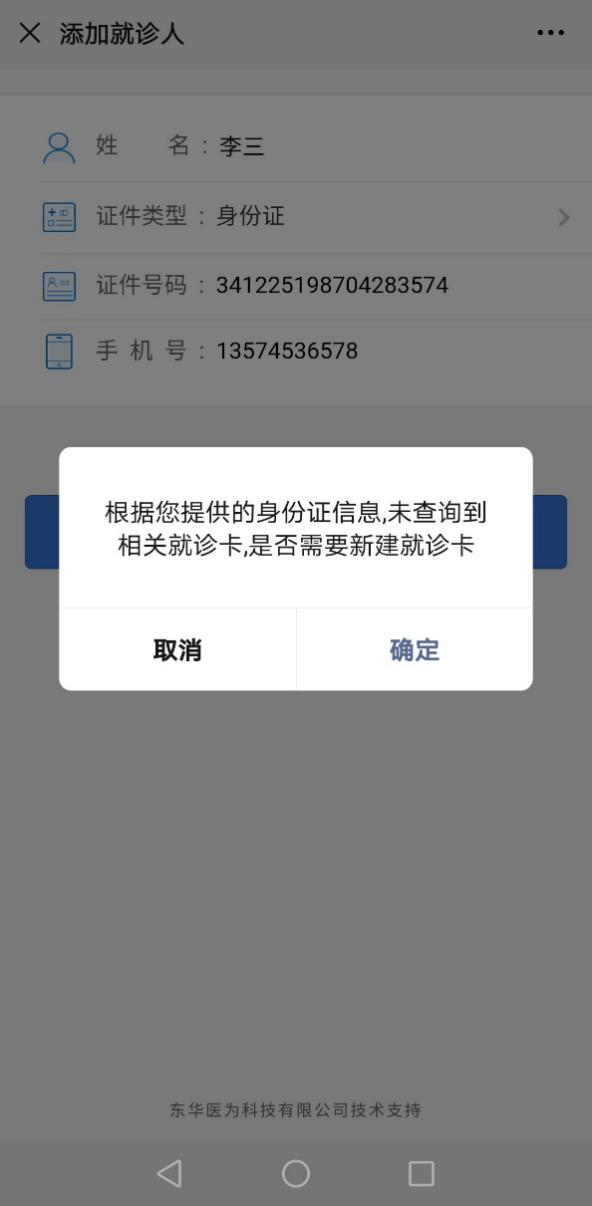 添加就诊人
姓 名 : 李三
证件类型 : 身份证
证件号码 : 341225198704283574
手 机 号 : 13574536578
根据您提供的身份证信息,未查询到
相关就诊卡,是否需要新建就诊卡
取消 确定
东华医为科技有限公司技术支持